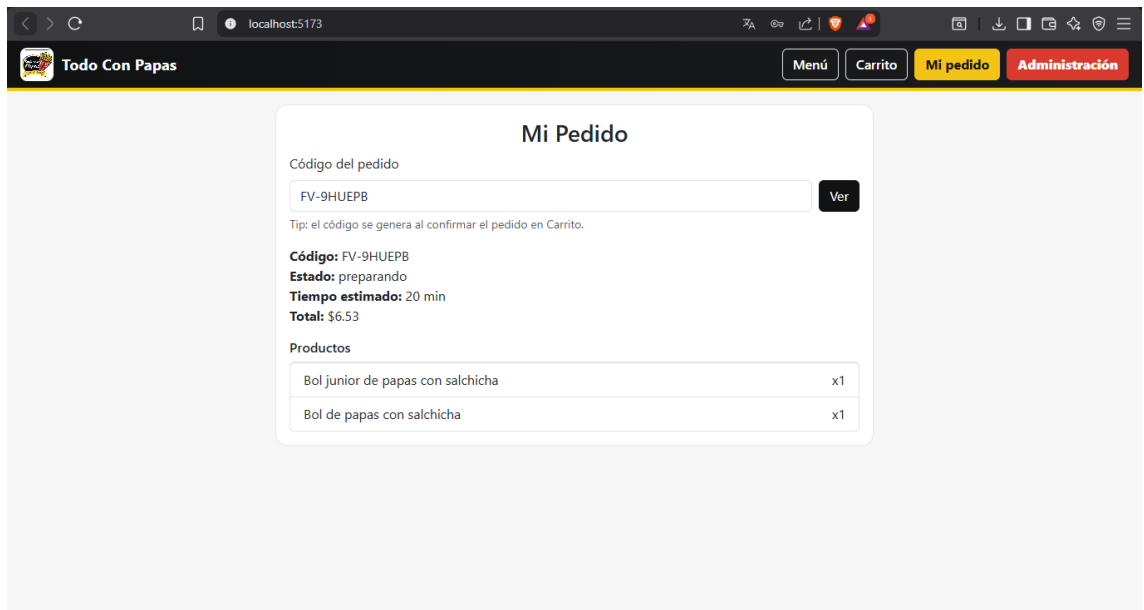 localhost:5173
Todo Con Papas
Menú
Carrito
Mi pedido
Administración
Mi Pedido
Código del pedido
FV-9HUEPB
Ver
Tip: el código se genera al confirmar el pedido en Carrito.
Código: FV-9HUEPB
Estado: preparando
Tiempo estimado: 20 min
Total: $6.53
Productos
Bol junior de papas con salchicha x1
Bol de papas con salchicha x1